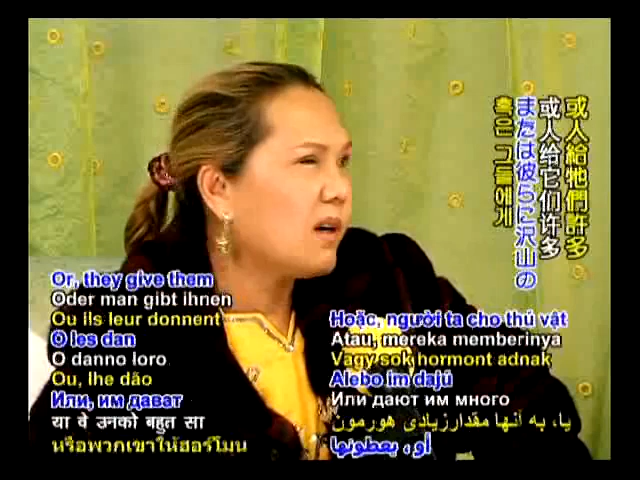 Or, they give them
Oder man gibt ihnen
Ou ils leur donnent
O les dan
O danno loro
Ou, lhe dão
Или, им дават
या वे उनको बहुत सा
หรือพวกเขาให้ฮอร์โมน
Hoặc, người ta cho thú vật
Atau, mereka memberinya
Vagy sok hormont adnak
Alebo im dajú
Или дают им много
یا، به آنها مقدارزیادی هورمون
أو ، يعطونها
或人給牠們許多
或人给它们许多
または彼らに沢山の
혹은 그들에게